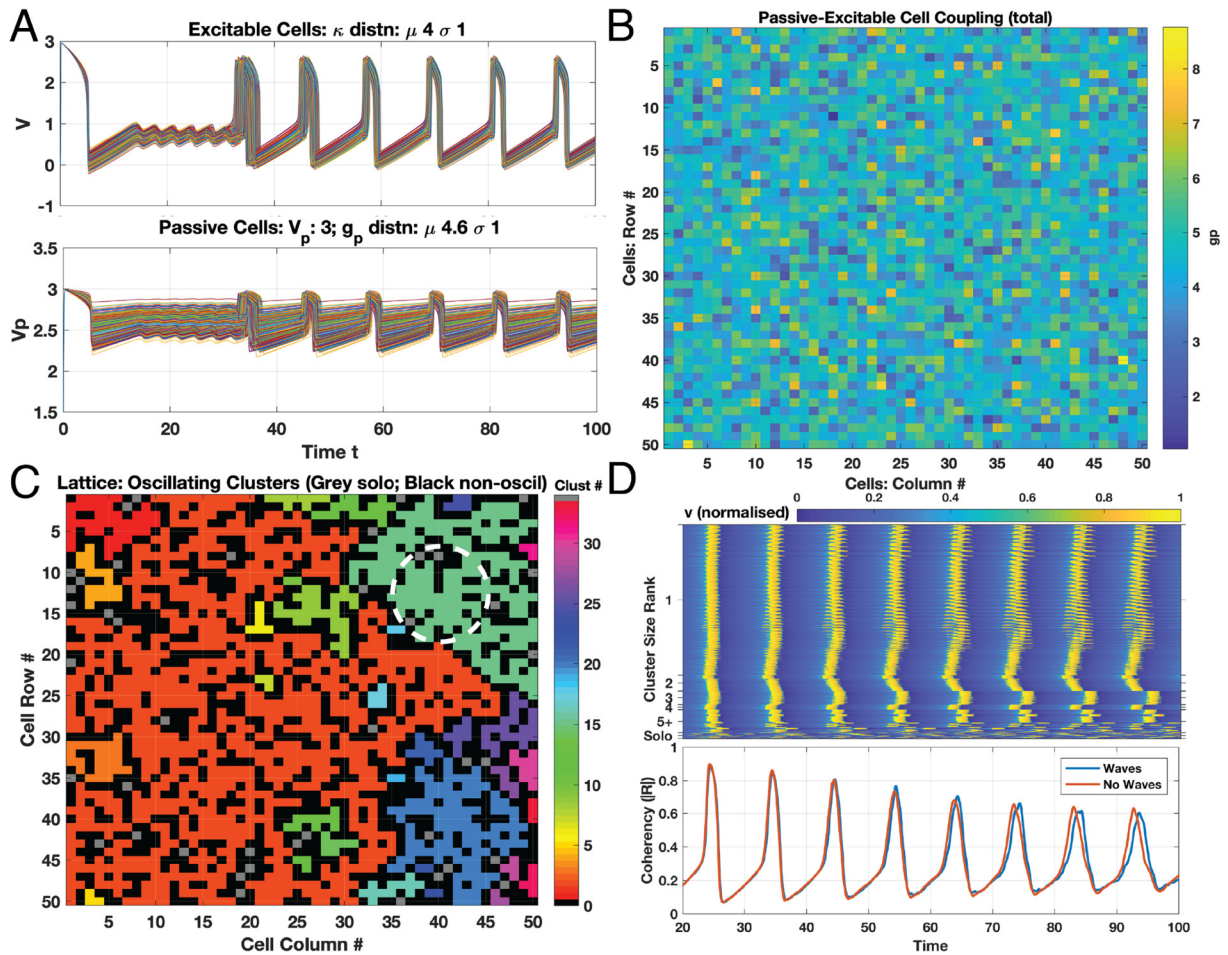 A
Excitable Cells: κ distn: μ 4 σ 1
V
3
2
1
0
-1
0 20 40 60 80 100
Passive Cells: Vp: 3; gp distn: μ 4.6 σ 1
Vp
3.5
3
2.5
2
1.5
0 20 40 60 80 100
Time t
B
Passive-Excitable Cell Coupling (total)
Cells: Row #
5
10
15
20
25
30
35
40
45
50
5 10 15 20 25 30 35 40 45 50
Cells: Column #
8
7
6
5
4
3
2
gp
C
Lattice: Oscillating Clusters (Grey solo; Black non-oscil)
Clust #
Cell Row #
5
10
15
20
25
30
35
40
45
50
5 10 15 20 25 30 35 40 45 50
Cell Column #
30
25
20
15
10
5
0
D
v (normalised)
0 0.2 0.4 0.6 0.8 1
Cluster Size Rank
1
2
3
4
5+
Solo
Coherency (|R|)
1
0.8
0.6
0.4
0.2
0
Waves
No Waves
20 30 40 50 60 70 80 90 100
Time